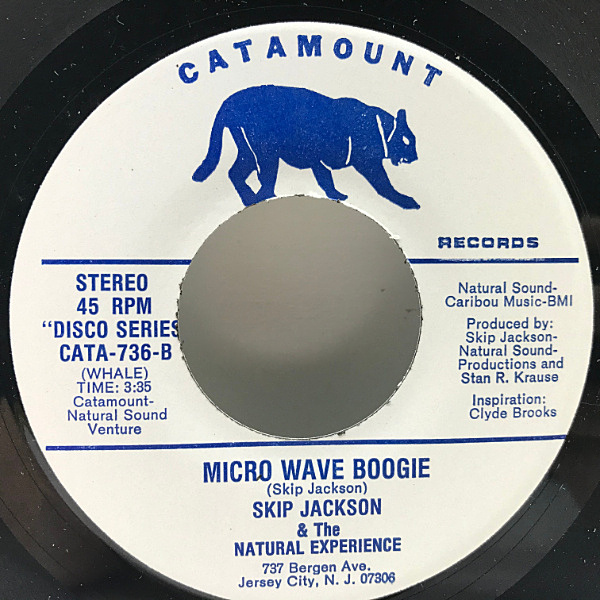 CATAMOUNT
RECORDS
STEREO
45 RPM
"DISCO SERIES
CATA-736-B
(WHALE)
TIME: 3:35
Catamount-
Natural Sound
Venture
Natural Sound-
Caribou Music-BMI
Produced by:
Skip Jackson-
Natural Sound-
Productions and
Stan R. Krause
Inspiration:
Clyde Brooks
MICRO WAVE BOOGIE
(Skip Jackson)
SKIP JACKSON
& The
NATURAL EXPERIENCE
737 Bergen Ave.
Jersey City, N. J. 07306